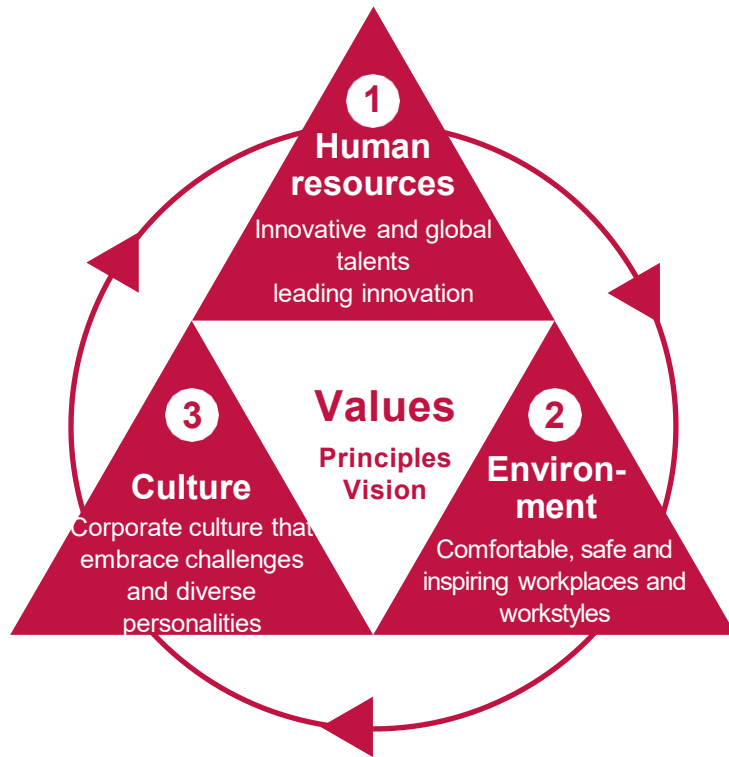 1
Human
resources
Innovative and global
talents
leading innovation
Values
Principles
Vision
2
Environ-
ment
Comfortable, safe and
inspiring workplaces and
workstyles
3
Culture
Corporate culture that
embrace challenges
and diverse
personalities